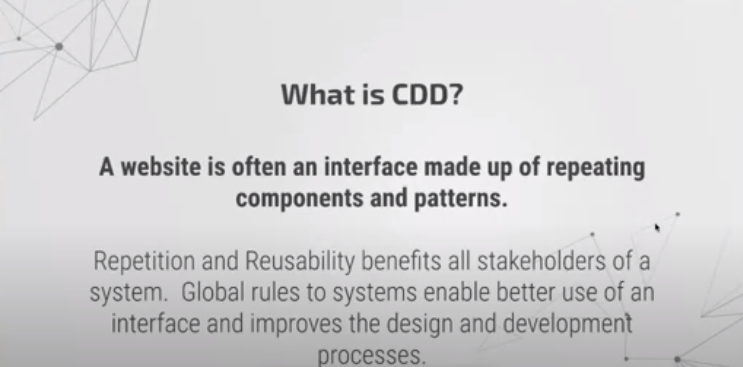 What is CDD?
A website is often an interface made up of repeating
components and patterns.
Repetition and Reusability benefits all stakeholders of a
system. Global rules to systems enable better use of an
interface and improves the design and development
processes.